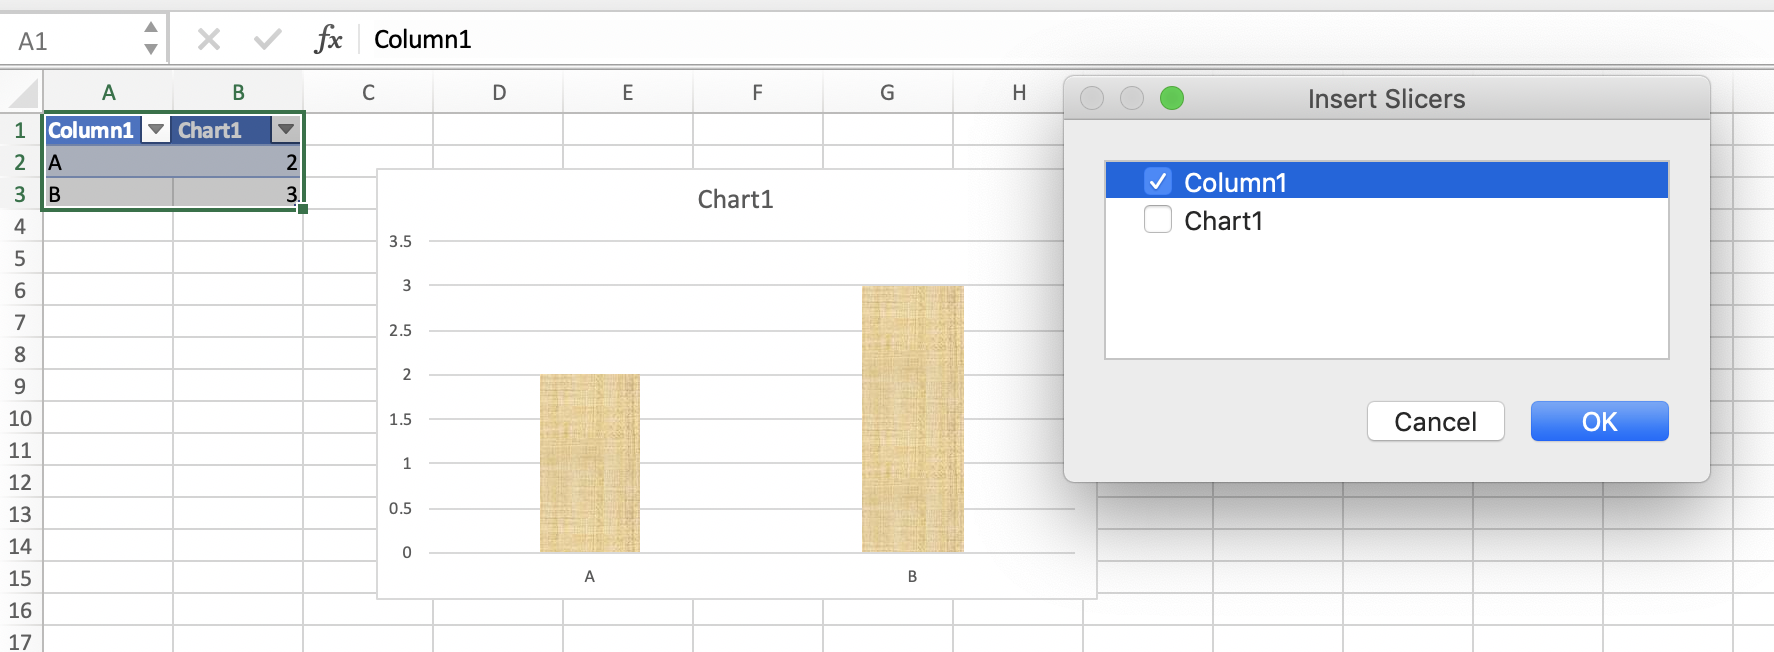 A1 fx Column1
A B C D E F G H
Insert Slicers
1 Column1 Chart1
2 A 2
3 B 3
4
5
6
7
8
9
10
11
12
13
14
15
16
17
Chart1
3.5
3
2.5
2
1.5
1
0.5
0
A B
Column1
Chart1
Cancel OK